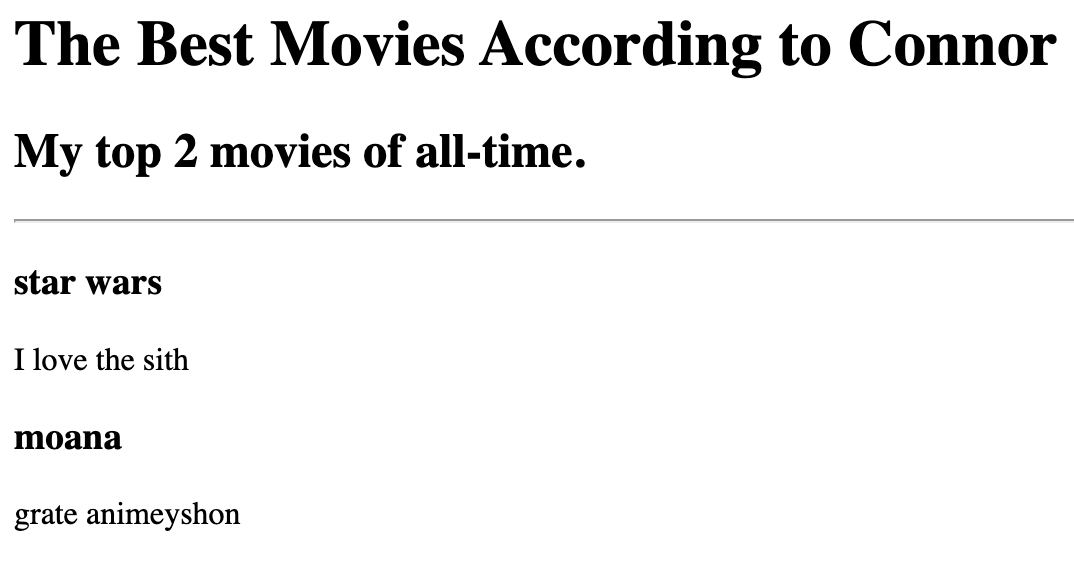 The Best Movies According to Connor
My top 2 movies of all-time.
star wars
I love the sith
moana
grate animeyshon